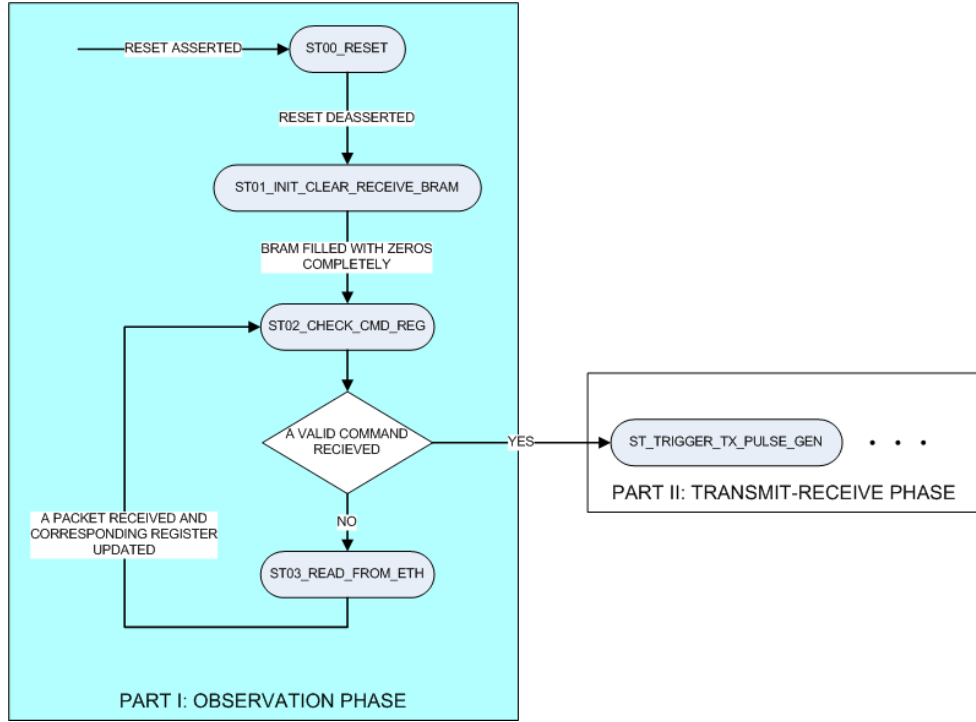 RESET ASSERTED
ST00_RESET
RESET DEASSERTED
ST01_INIT_CLEAR_RECEIVE_BRAM
BRAM FILLED WITH ZEROS
COMPLETELY
ST02_CHECK_CMD_REG
A VALID COMMAND
RECIEVED
YES
ST_TRIGGER_TX_PULSE_GEN
• • •
PART II: TRANSMIT-RECEIVE PHASE
NO
A PACKET RECEIVED AND
CORRESPONDING REGISTER
UPDATED
ST03_READ_FROM_ETH
PART I: OBSERVATION PHASE